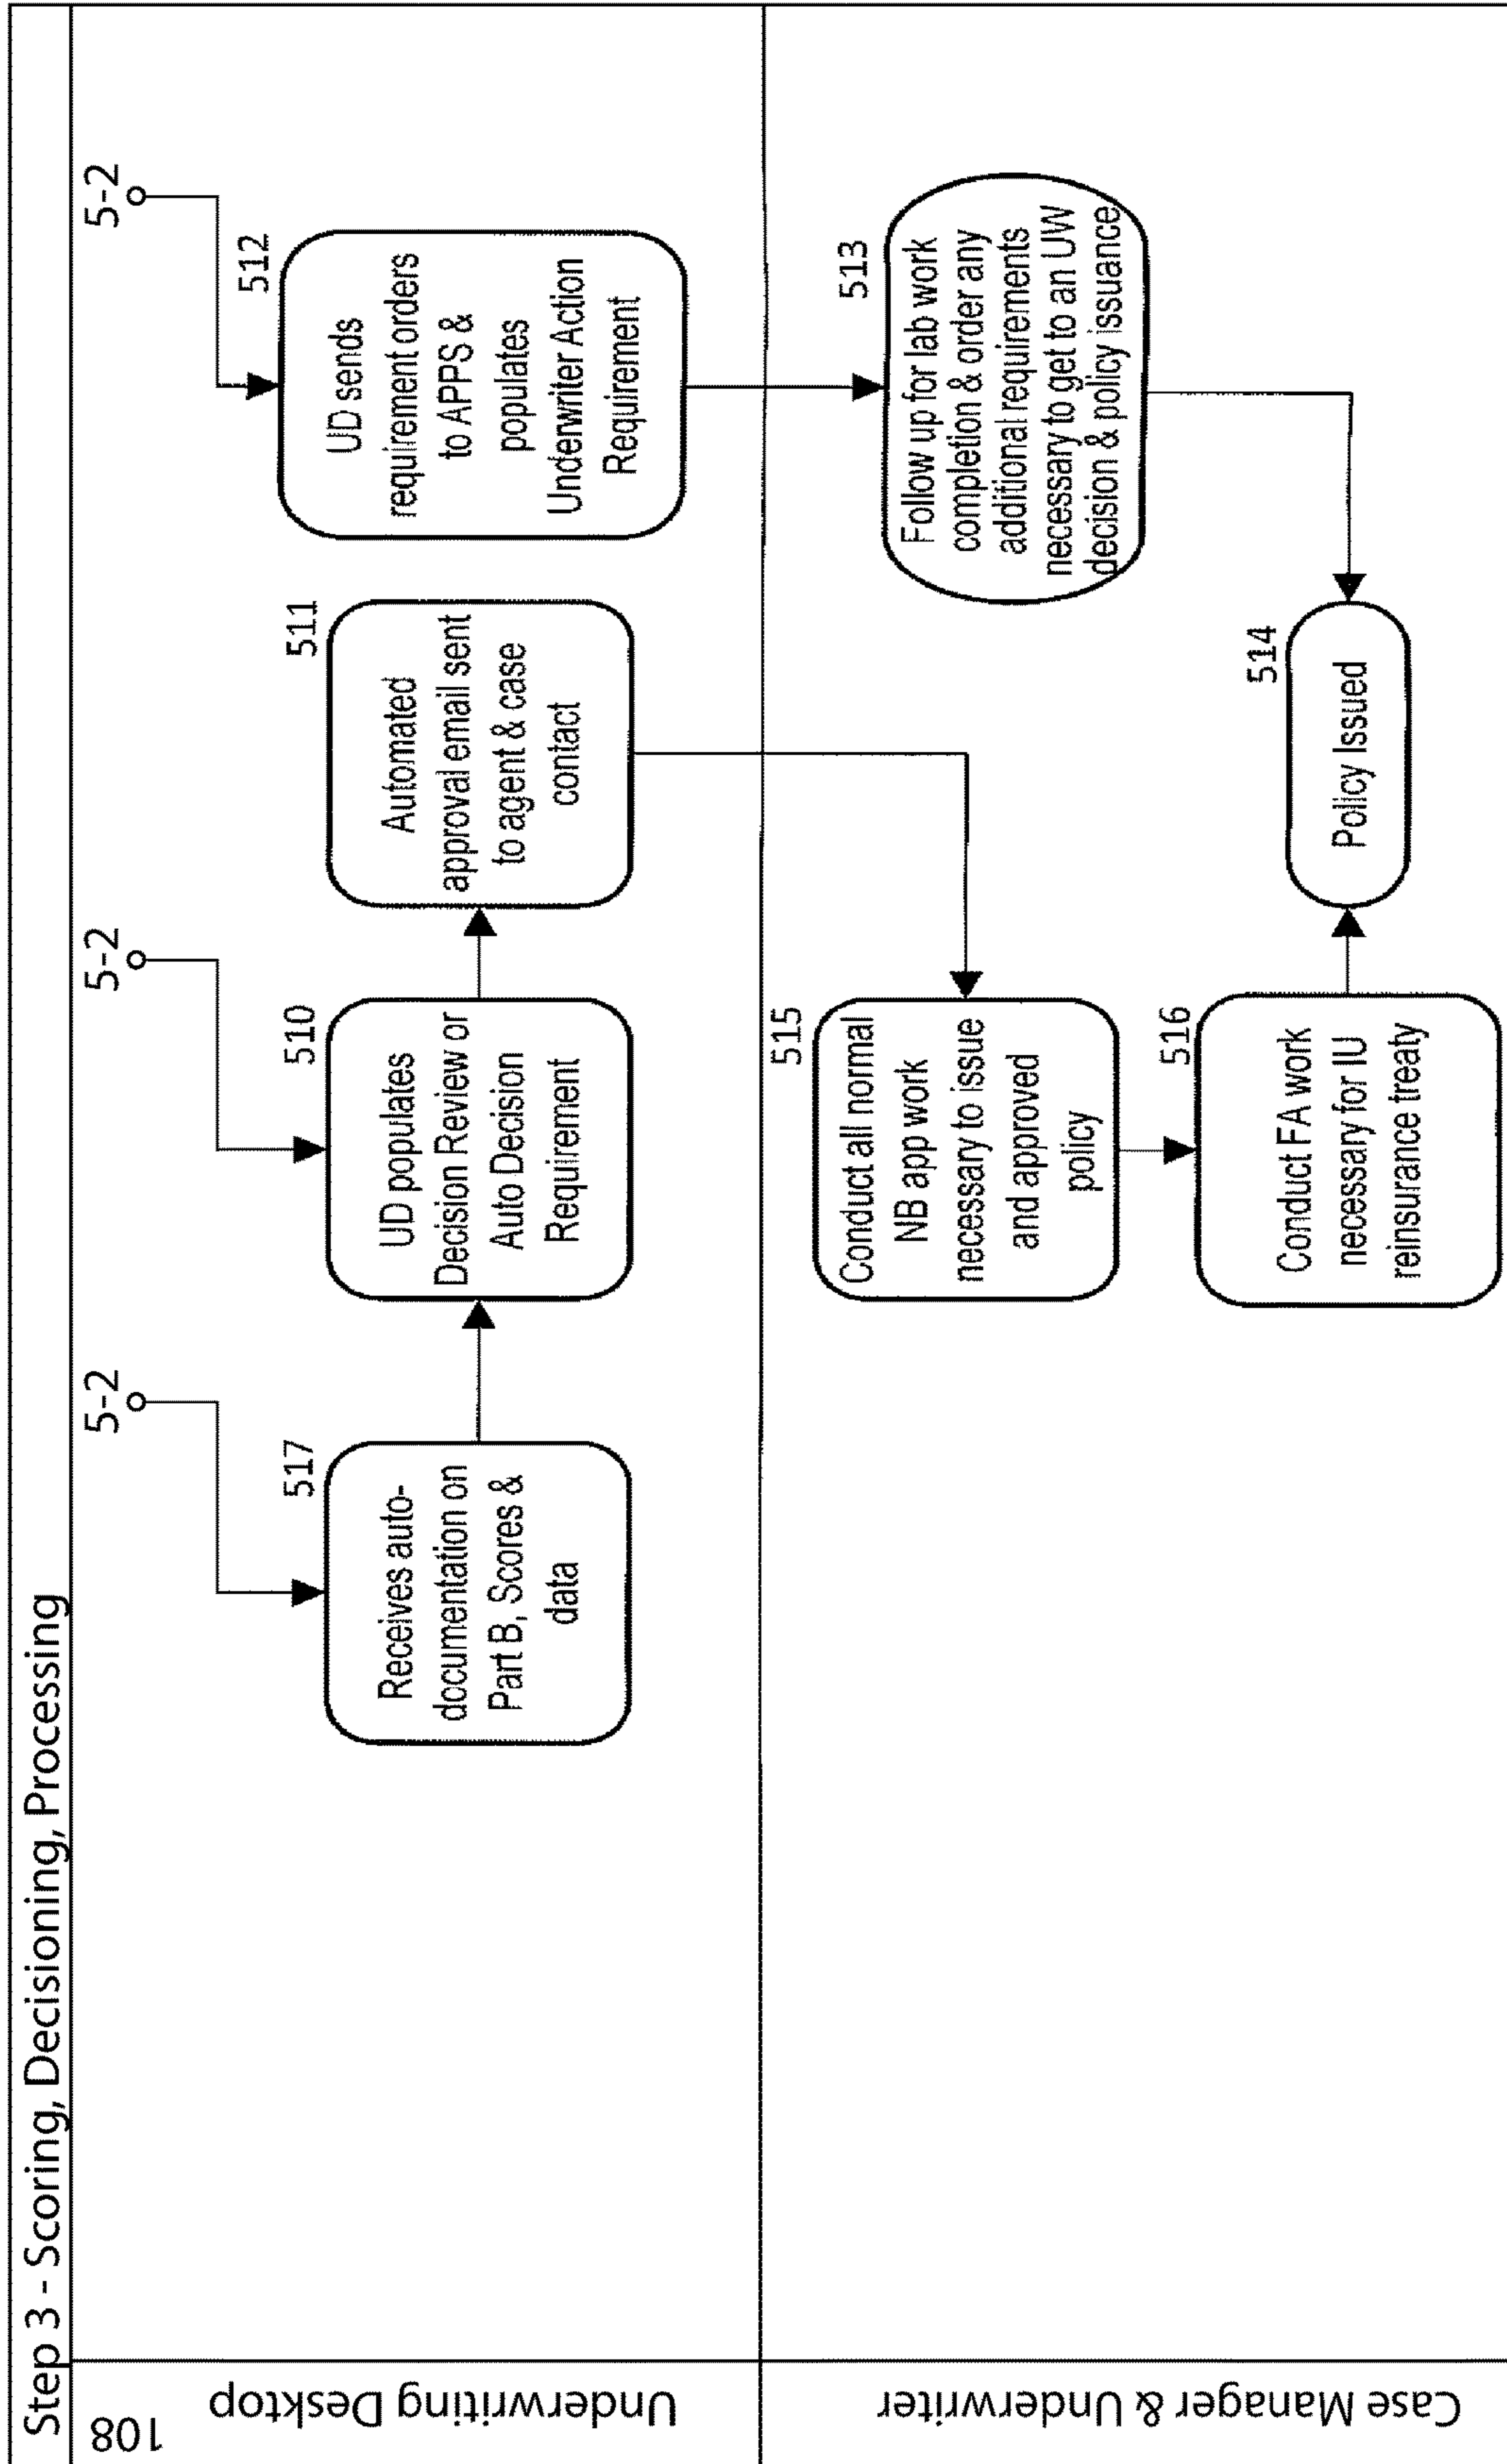 Step 3 - Scoring, Decisioning, Processing
108
Underwriting Desktop
5-2
5-2
5-2
517
Receives auto-
documentation on
Part B, Scores &
data
510
UD populates
Decision Review or
Auto Decision
Requirement
511
Automated
approval email sent
to agent & case
contact
512
UD sends
requirement orders
to APPS &
populates
Underwriter Action
Requirement
Case Manager & Underwriter
515
Conduct all normal
NB app work
necessary to issue
and approved
policy
513
Follow up for lab work
completion & order any
additional requirements
necessary to get to an UW
decision & policy issuance
516
Conduct FA work
necessary for IU
reinsurance treaty
514
Policy Issued